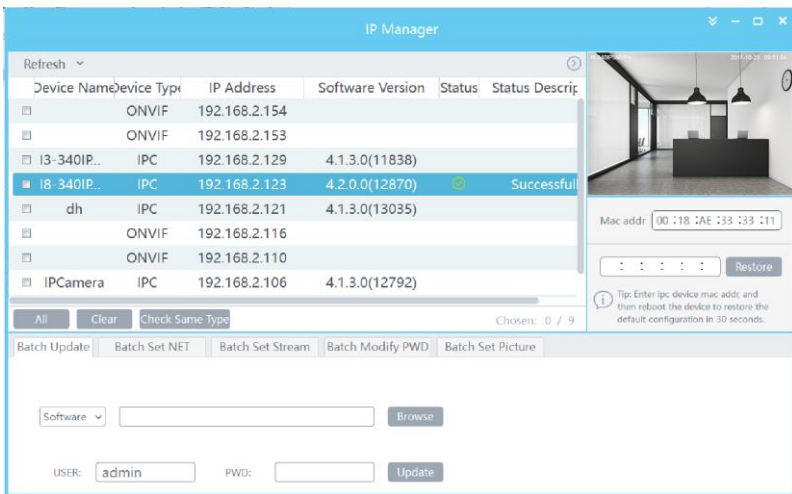 IP Manager
Refresh
Device Name Device Type IP Address Software Version Status Status Descrip
ONVIF 192.168.2.154
ONVIF 192.168.2.153
I3-340IP... IPC 192.168.2.129 4.1.3.0(11838)
I8-340IP... IPC 192.168.2.123 4.2.0.0(12870) Successfull
dh IPC 192.168.2.121 4.1.3.0(13035)
ONVIF 192.168.2.116
ONVIF 192.168.2.110
IPCamera IPC 192.168.2.106 4.1.3.0(12792)
All Clear Check Same Type Chosen: 0 / 9
Mac addr 00 :18 :AE :33 :33 :11
: : : : : Restore
Tip: Enter ipc device mac addr, and
then reboot the device to restore the
default configuration in 30 seconds.
Batch Update Batch Set NET Batch Set Stream Batch Modify PWD Batch Set Picture
Software Browse
USER: admin PWD: Update